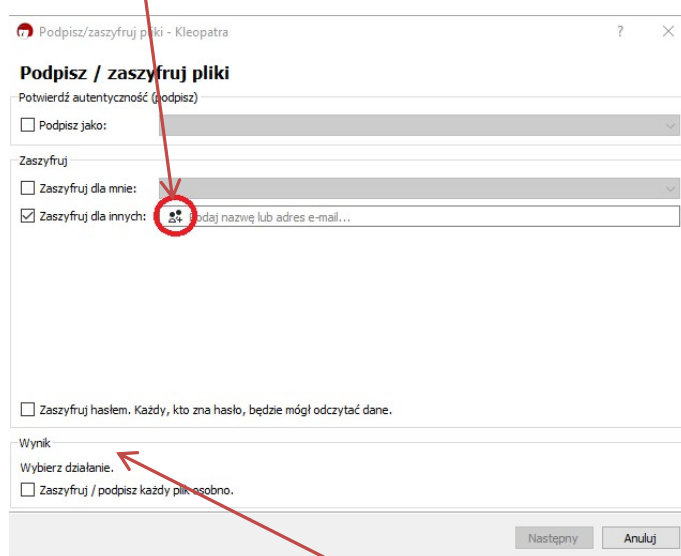 Podpisz/zaszyfruj pliki - Kleopatra
Podpisz / zaszyfruj pliki
Potwierdź autentyczność (podpisz)
Podpisz jako:
Zaszyfruj
Zaszyfruj dla mnie:
Zaszyfruj dla innych: Podaj nazwę lub adres e-mail...
Zaszyfruj hasłem. Każdy, kto zna hasło, będzie mógł odczytać dane.
Wynik
Wybierz działanie.
Zaszyfruj / podpisz każdy plik osobno.
Następny Anuluj